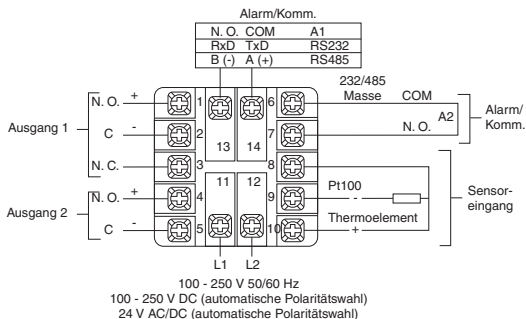 Alarm/Komm.
N. O. COM A1
RxD TxD RS232
B (-) A (+) RS485
232/485
Masse COM
A2
N. O.
Alarm/
Komm.
Ausgang 1
N. O. +
C -
N. C.
Ausgang 2
N. O. +
C -
1
2
3
4
5
13
14
11
12
6
7
8
9
10
Pt100
-
Thermoelement
+
Sensor-
eingang
L1 L2
100 - 250 V 50/60 Hz
100 - 250 V DC (automatische Polaritätswahl)
24 V AC/DC (automatische Polaritätswahl)